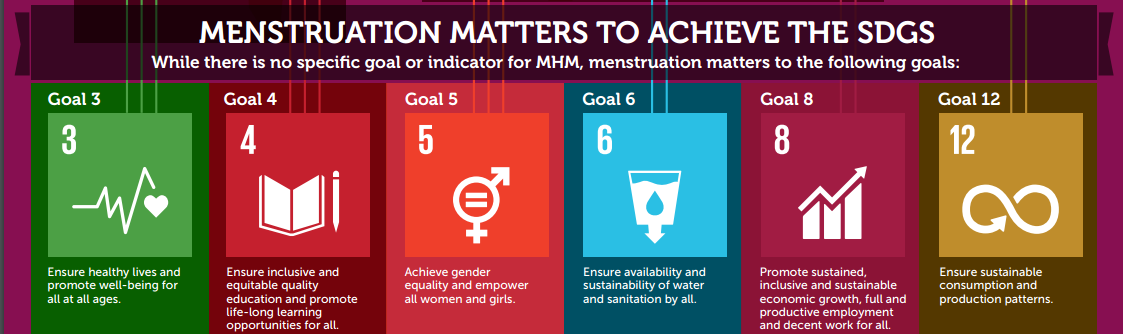 MENSTRUATION MATTERS TO ACHIEVE THE SDGS
While there is no specific goal or indicator for MHM, menstruation matters to the following goals:
Goal 3
3
Ensure healthy lives and
promote well-being for
all at all ages.
Goal 4
4
Ensure inclusive and
equitable quality
education and promote
life-long learning
opportunities for all.
Goal 5
5
Achieve gender
equality and empower
all women and girls.
Goal 6
6
Ensure availability and
sustainability of water
and sanitation by all.
Goal 8
8
Promote sustained,
inclusive and sustainable
economic growth, full and
productive employment
and decent work for all.
Goal 12
12
Ensure sustainable
consumption and
production patterns.